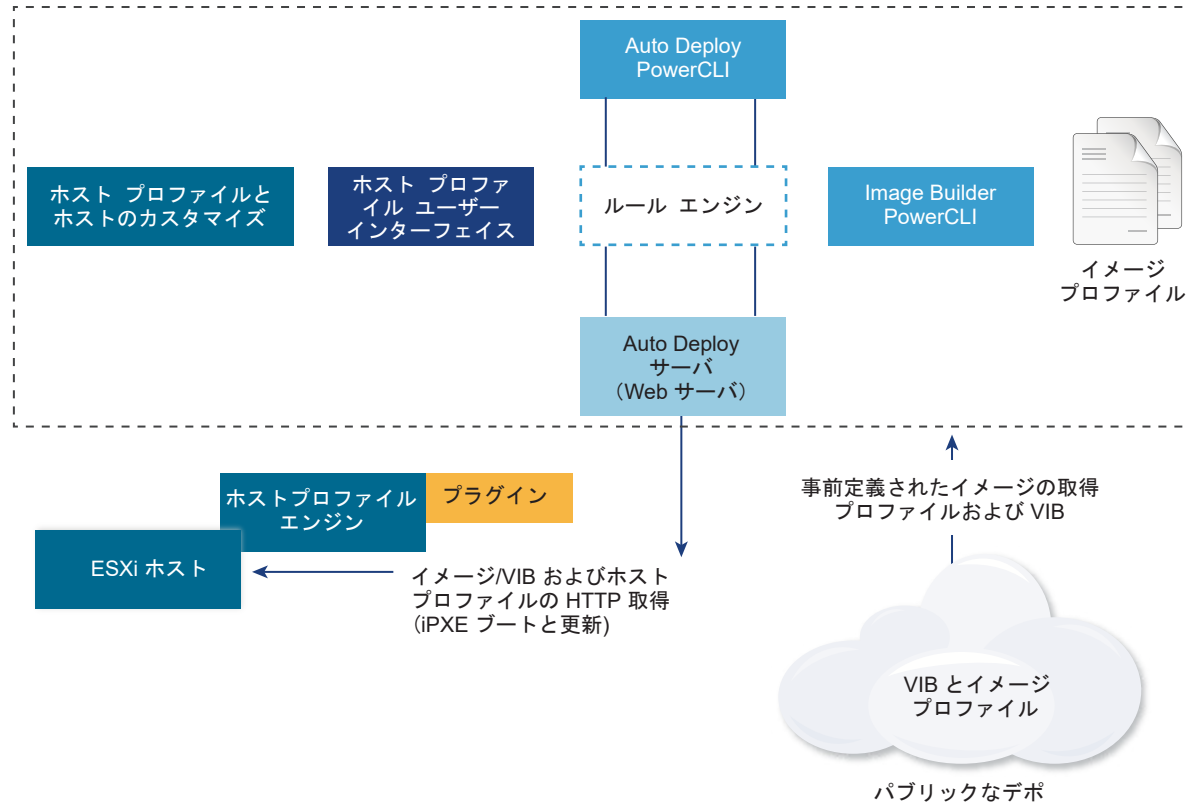 Auto Deploy
PowerCLI
ホスト プロファイルと
ホストのカスタマイズ
ホスト プロファ
イル ユーザー
インターフェイス
ルール エンジン
Image Builder
PowerCLI
イメージ
プロファイル
Auto Deploy
サーバ
(Web サーバ)
ホストプロファイル
エンジン
プラグイン
ESXi ホスト
イメージ/VIB およびホスト
プロファイルの HTTP 取得
(iPXE ブートと更新)
事前定義されたイメージの取得
プロファイルおよび VIB
VIB とイメージ
プロファイル
パブリックなデポ